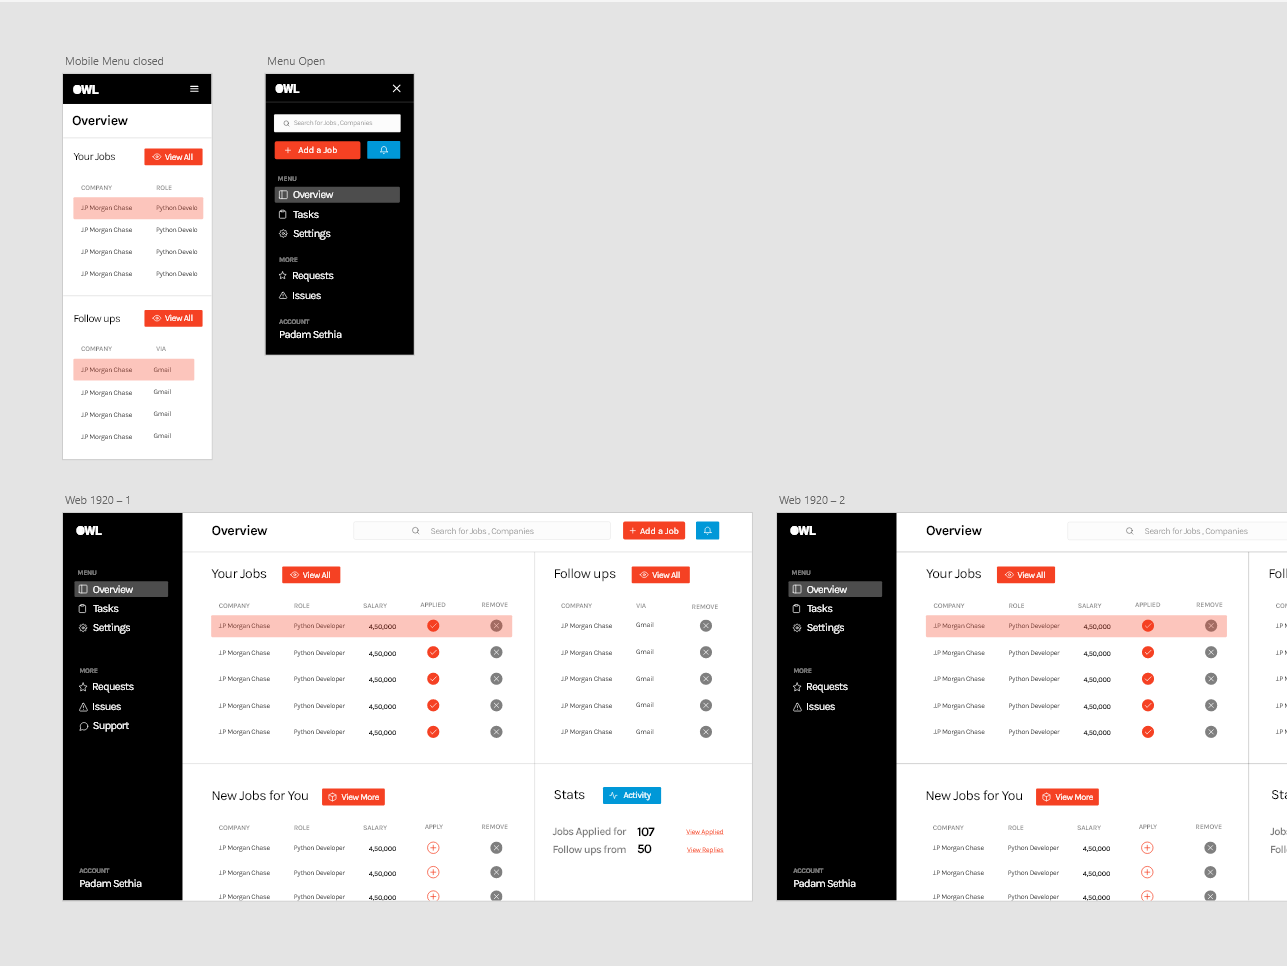 Mobile Menu closed
OWL
Overview
Your Jobs View All
COMPANY ROLE
J.P Morgan Chase Python Develo
J.P Morgan Chase Python Develo
J.P Morgan Chase Python Develo
J.P Morgan Chase Python Develo
Follow ups View All
COMPANY VIA
J.P Morgan Chase Gmail
J.P Morgan Chase Gmail
J.P Morgan Chase Gmail
J.P Morgan Chase Gmail
Menu Open
OWL
Search for Jobs , Companies
Add a Job
MENU
Overview
Tasks
Settings
MORE
Requests
Issues
ACCOUNT
Padam Sethia
Web 1920 – 1
OWL
MENU
Overview
Tasks
Settings
MORE
Requests
Issues
Support
ACCOUNT
Padam Sethia
Overview Search for Jobs , Companies + Add a Job
Your Jobs View All
COMPANY ROLE SALARY APPLIED REMOVE
J.P Morgan Chase Python Developer 4,50,000
J.P Morgan Chase Python Developer 4,50,000
J.P Morgan Chase Python Developer 4,50,000
J.P Morgan Chase Python Developer 4,50,000
J.P Morgan Chase Python Developer 4,50,000
Follow ups View All
COMPANY VIA REMOVE
J.P Morgan Chase Gmail
J.P Morgan Chase Gmail
J.P Morgan Chase Gmail
J.P Morgan Chase Gmail
J.P Morgan Chase Gmail
New Jobs for You View More
COMPANY ROLE SALARY APPLY REMOVE
J.P Morgan Chase Python Developer 4,50,000
J.P Morgan Chase Python Developer 4,50,000
J.P Morgan Chase Python Developer 4,50,000
Stats Activity
Jobs Applied for 107 View Applied
Follow ups from 50 View Replies
Web 1920 – 2
OWL
MENU
Overview
Tasks
Settings
MORE
Requests
Issues
ACCOUNT
Padam Sethia
Overview Search for Jobs , Companies
Your Jobs View All
COMPANY ROLE SALARY APPLIED REMOVE
J.P Morgan Chase Python Developer 4,50,000
J.P Morgan Chase Python Developer 4,50,000
J.P Morgan Chase Python Developer 4,50,000
J.P Morgan Chase Python Developer 4,50,000
J.P Morgan Chase Python Developer 4,50,000
New Jobs for You View More
COMPANY ROLE SALARY APPLY REMOVE
J.P Morgan Chase Python Developer 4,50,000
J.P Morgan Chase Python Developer 4,50,000
J.P Morgan Chase Python Developer 4,50,000